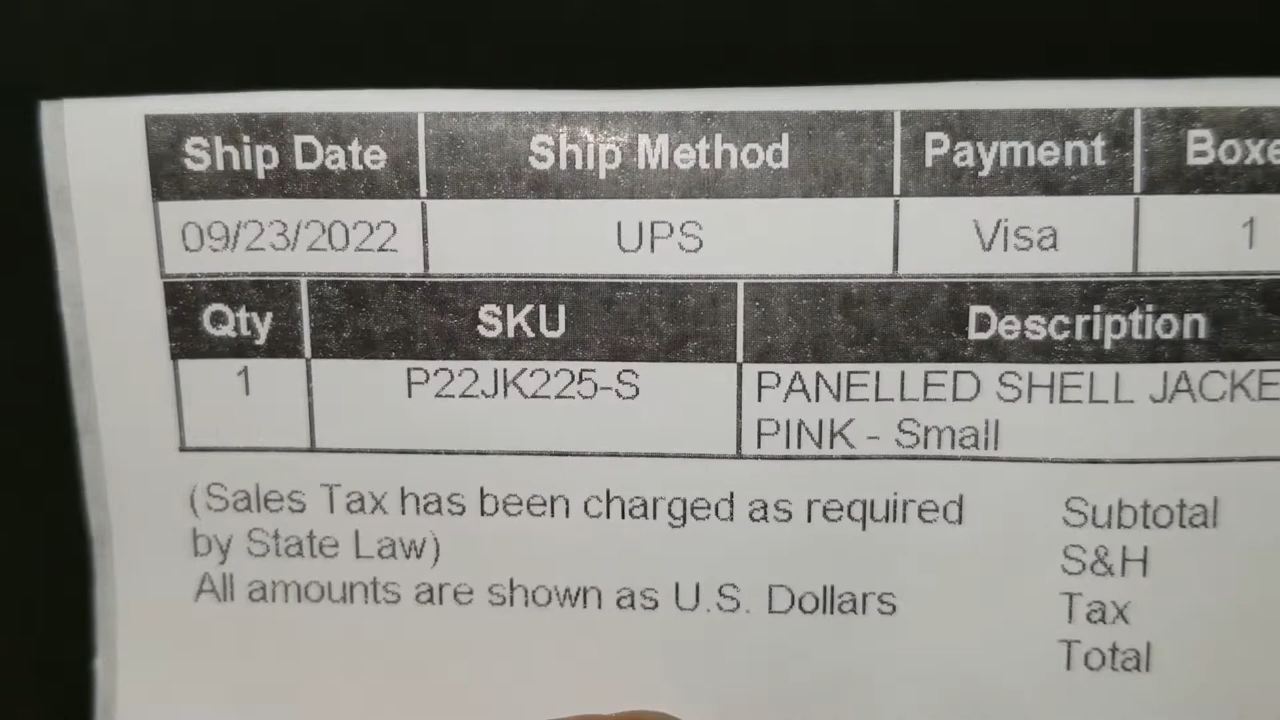 Ship Date Ship Method Payment Boxe
09/23/2022 UPS Visa 1
Qty SKU Description
1 P22JK225-S PANELLED SHELL JACKE
PINK - Small
(Sales Tax has been charged as required
by State Law)
All amounts are shown as U.S. Dollars
Subtotal
S&H
Tax
Total